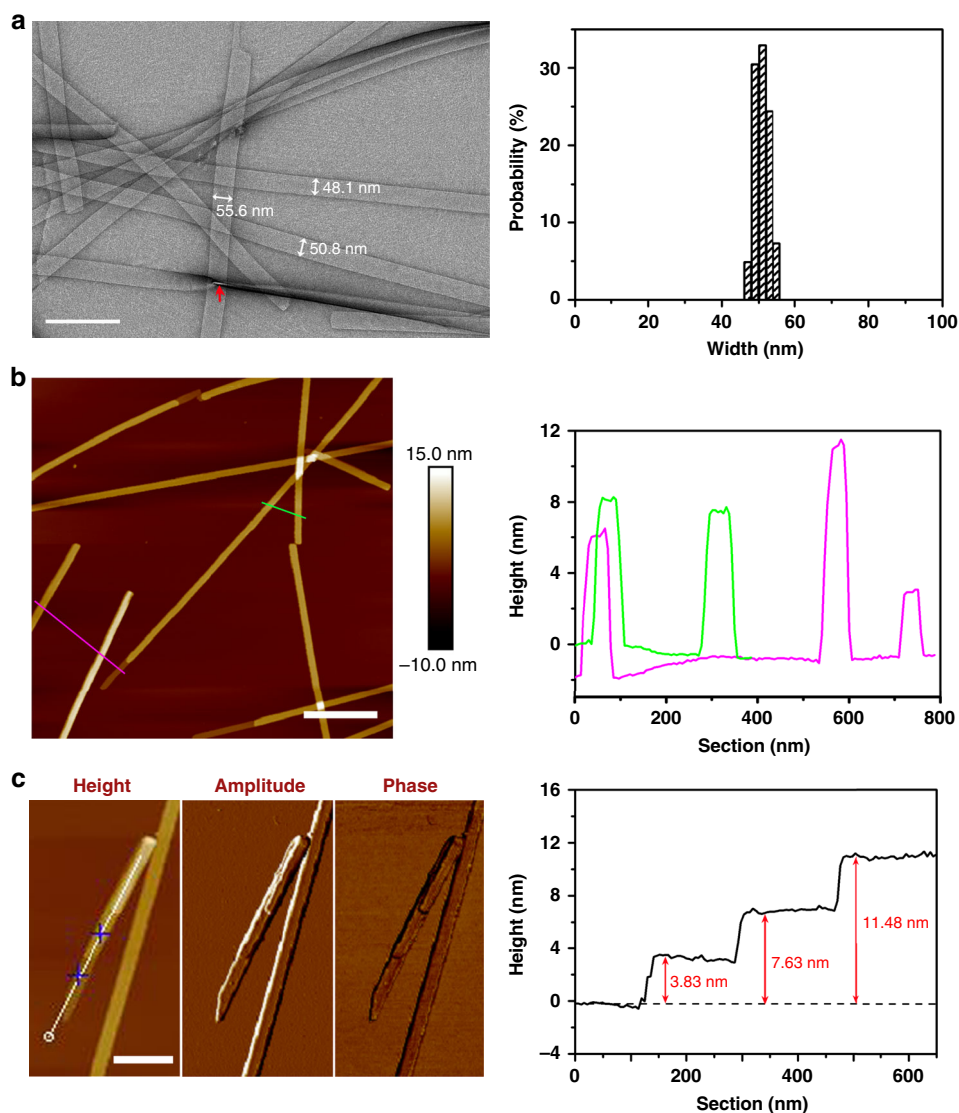 a
48.1 nm
55.6 nm
50.8 nm
Probability (%)
30
20
10
0
0 20 40 60 80 100
Width (nm)
b
15.0 nm
–10.0 nm
Height (nm)
12
8
4
0
0 200 400 600 800
Section (nm)
c
Height Amplitude Phase
Height (nm)
16
12
8
4
0
–4
3.83 nm
7.63 nm
11.48 nm
0 200 400 600
Section (nm)